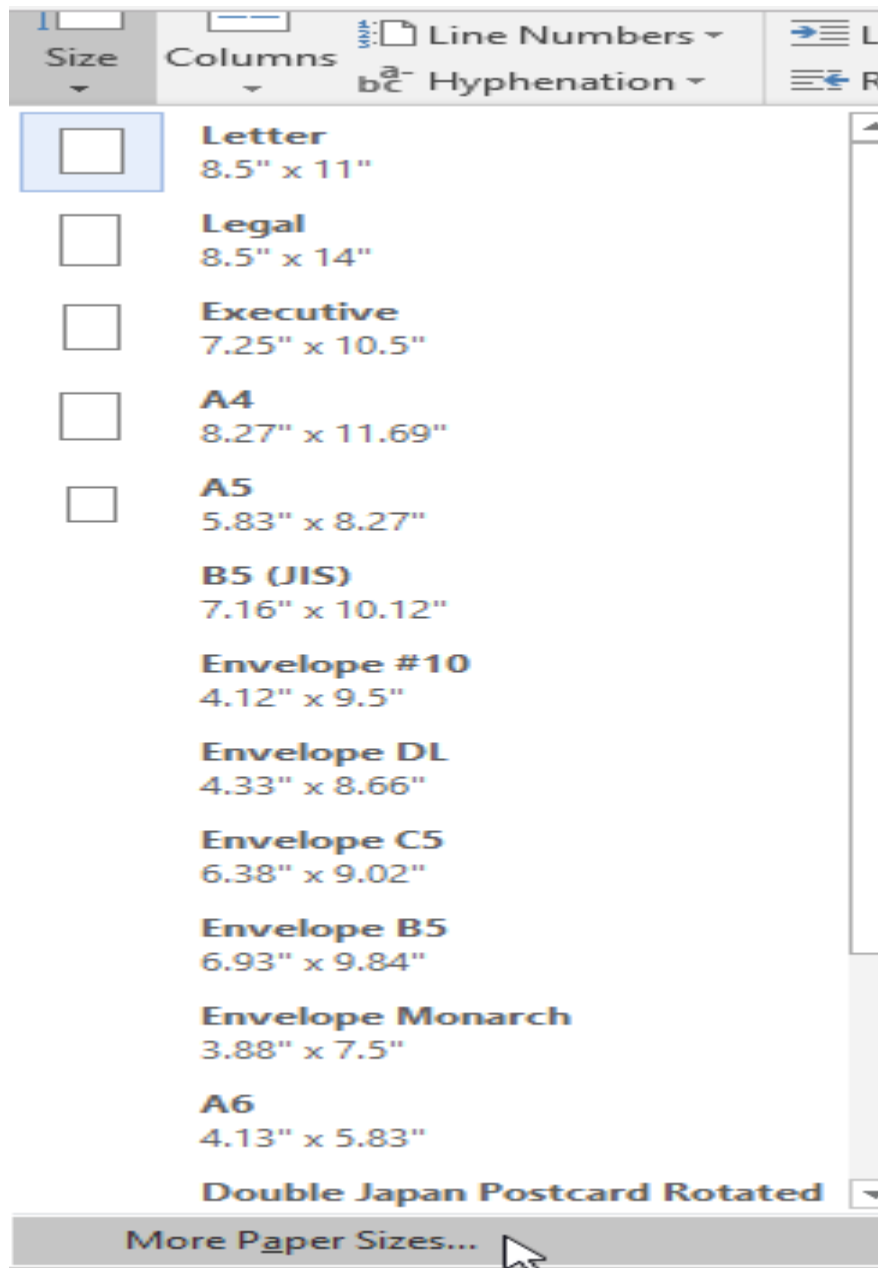 Size
Columns
Line Numbers
Hyphenation
Letter
8.5" x 11"
Legal
8.5" x 14"
Executive
7.25" x 10.5"
A4
8.27" x 11.69"
A5
5.83" x 8.27"
B5 (JIS)
7.16" x 10.12"
Envelope #10
4.12" x 9.5"
Envelope DL
4.33" x 8.66"
Envelope C5
6.38" x 9.02"
Envelope B5
6.93" x 9.84"
Envelope Monarch
3.88" x 7.5"
A6
4.13" x 5.83"
Double Japan Postcard Rotated
More Paper Sizes...